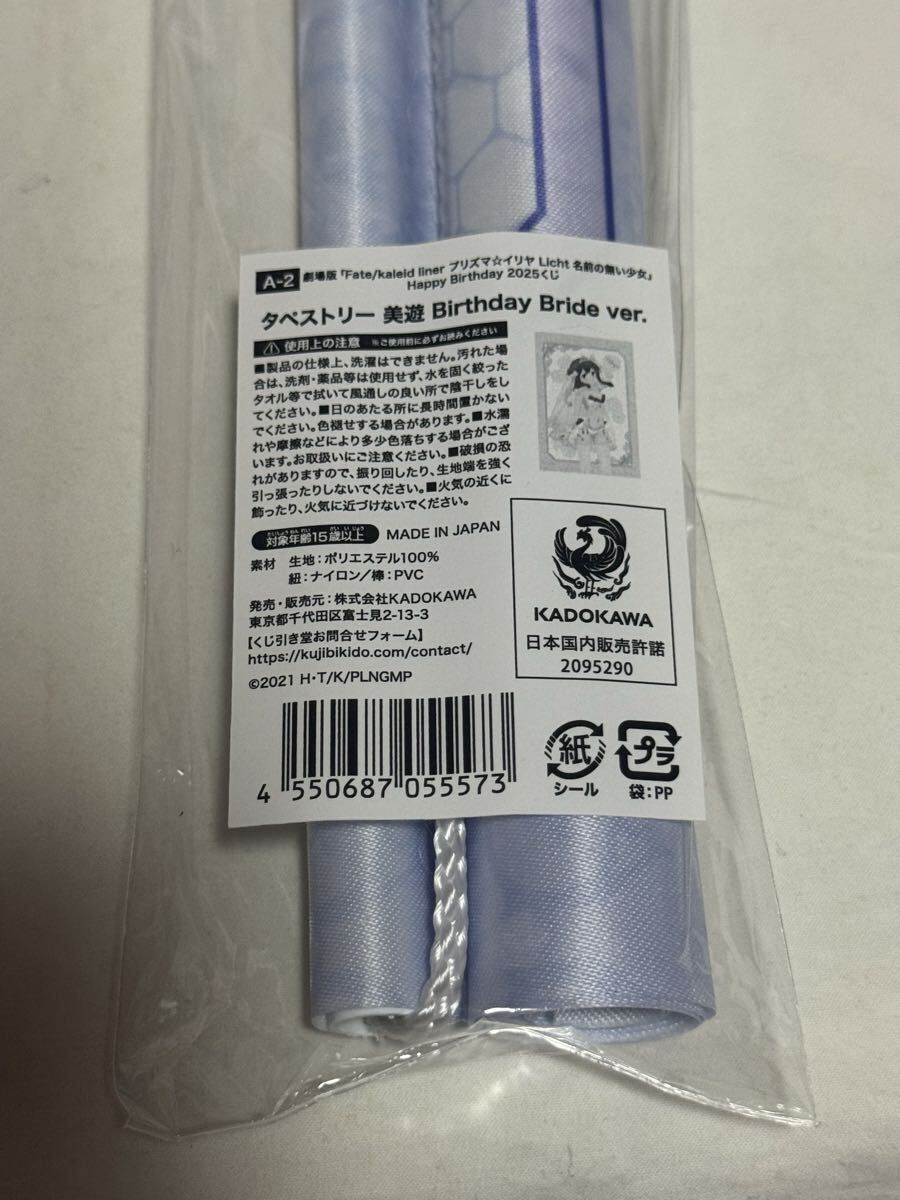 A-2 劇場版「Fate/kaleid liner プリズマ☆イリヤ Licht 名前の無い少女」
Happy Birthday 2025くじ
タペストリー 美遊 Birthday Bride ver.
使用上の注意 ※ご使用前に必ずお読みください
■製品の仕様上、洗濯はできません。汚れた場
合は、洗剤・薬品等は使用せず、水を固く絞った
タオル等で拭いて風通しの良い所で陰干しをし
てください。■日のあたる所に長時間置かない
でください。色褪せする場合があります。■水濡
れや摩擦などにより多少色落ちする場合がござ
います。お取扱いにご注意ください。■破損の恐
れがありますので、振り回したり、生地端を強く
引っ張ったりしないでください。■火気の近くに
飾ったり、火気に近づけないでください。
たいしょうねんれい さい いじょう
対象年齢15歳以上 MADE IN JAPAN
素材 生地：ポリエステル100%
紐：ナイロン／棒：PVC
発売・販売元：株式会社KADOKAWA
東京都千代田区富士見2-13-3
【くじ引き堂お問合せフォーム】
https://kujibikido.com/contact/
©2021 H・T/K/PLNGMP
KADOKAWA
日本国内販売許諾
2095290
4 550687 055573
紙
シール
プラ
袋：PP